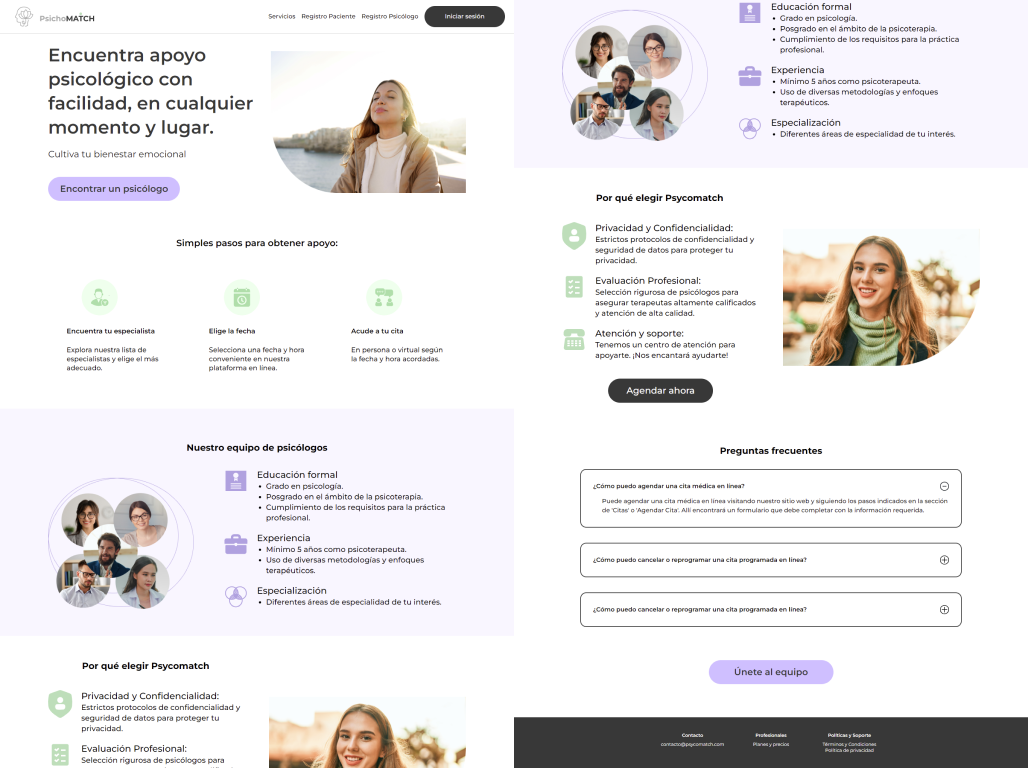 PsichoMATCH
Servicios Registro Paciente Registro Psicólogo Iniciar sesión
Encuentra apoyo
psicológico con
facilidad, en cualquier
momento y lugar.
Cultiva tu bienestar emocional
Encontrar un psicólogo
Simples pasos para obtener apoyo:
Encuentra tu especialista
Explora nuestra lista de
especialistas y elige el más
adecuado.
Elige la fecha
Selecciona una fecha y hora
conveniente en nuestra
plataforma en línea.
Acude a tu cita
En persona o virtual según
la fecha y hora acordadas.
Nuestro equipo de psicólogos
Educación formal
• Grado en psicología.
• Posgrado en el ámbito de la psicoterapia.
• Cumplimiento de los requisitos para la práctica
profesional.
Experiencia
• Mínimo 5 años como psicoterapeuta.
• Uso de diversas metodologías y enfoques
terapéuticos.
Especialización
• Diferentes áreas de especialidad de tu interés.
Por qué elegir Psycomatch
Privacidad y Confidencialidad:
Estrictos protocolos de confidencialidad y
seguridad de datos para proteger tu
privacidad.
Evaluación Profesional:
Selección rigurosa de psicólogos para
Educación formal
• Grado en psicología.
• Posgrado en el ámbito de la psicoterapia.
• Cumplimiento de los requisitos para la práctica
profesional.
Experiencia
• Mínimo 5 años como psicoterapeuta.
• Uso de diversas metodologías y enfoques
terapéuticos.
Especialización
• Diferentes áreas de especialidad de tu interés.
Por qué elegir Psycomatch
Privacidad y Confidencialidad:
Estrictos protocolos de confidencialidad y
seguridad de datos para proteger tu
privacidad.
Evaluación Profesional:
Selección rigurosa de psicólogos para
asegurar terapeutas altamente calificados
y atención de alta calidad.
Atención y soporte:
Tenemos un centro de atención para
apoyarte. ¡Nos encantará ayudarte!
Agendar ahora
Preguntas frecuentes
¿Cómo puedo agendar una cita médica en línea?
Puede agendar una cita médica en línea visitando nuestro sitio web y siguiendo los pasos indicados en la sección
de 'Citas' o 'Agendar Cita'. Allí encontrará un formulario que debe completar con la información requerida.
¿Cómo puedo cancelar o reprogramar una cita programada en línea?
¿Cómo puedo cancelar o reprogramar una cita programada en línea?
Únete al equipo
Contacto
contacto@psycomatch.com
Profesionales
Planes y precios
Políticas y Soporte
Términos y Condiciones
Política de privacidad